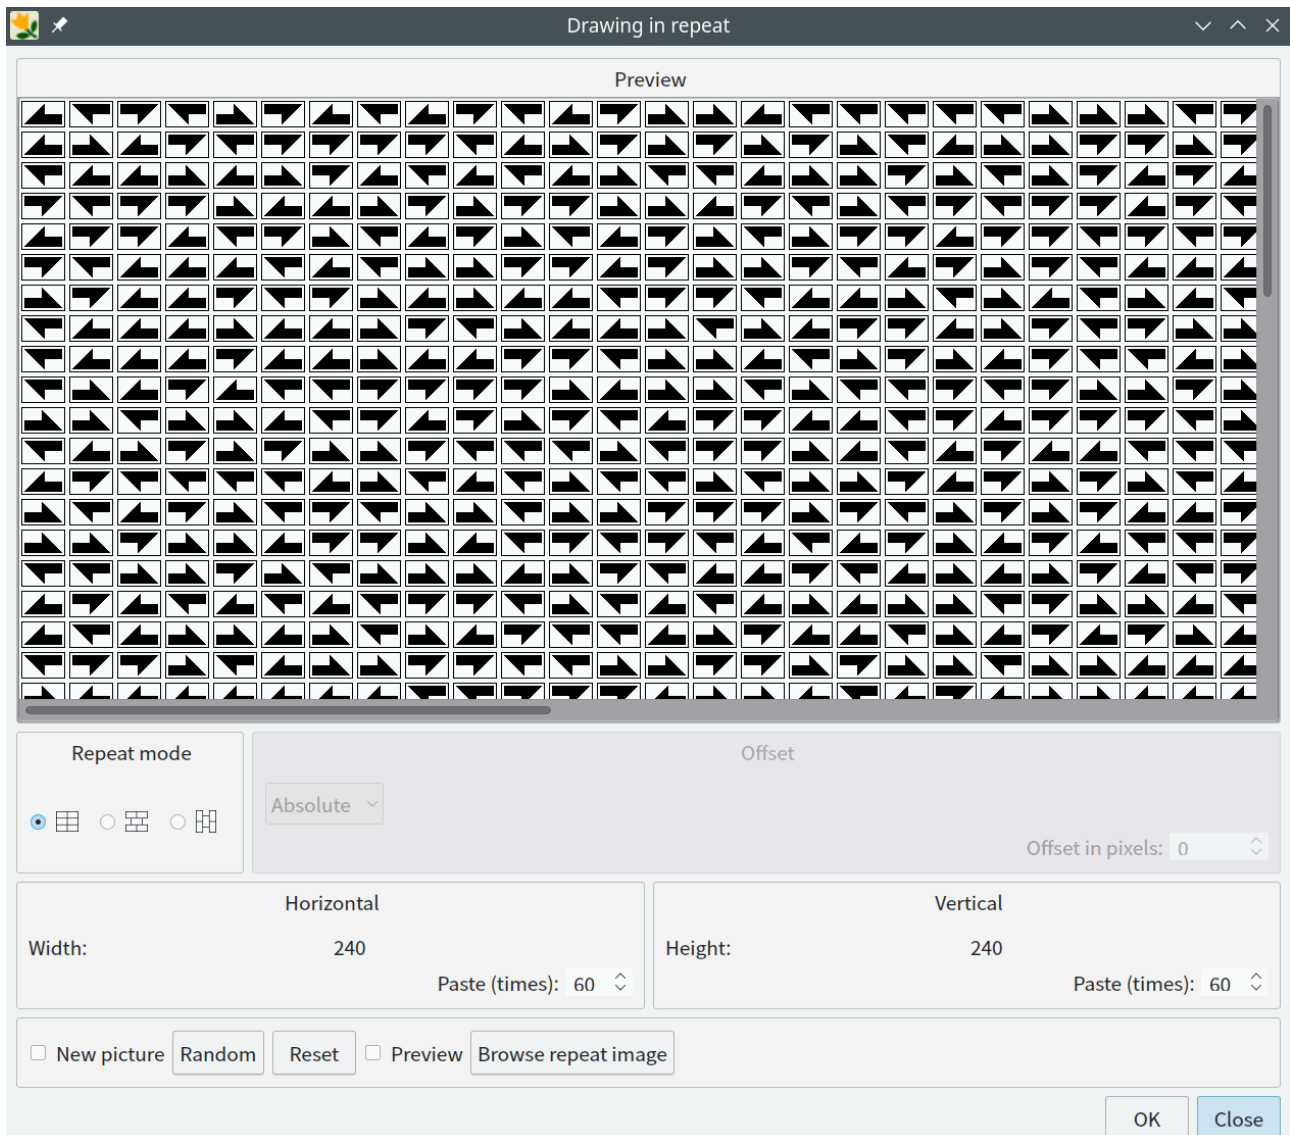 Drawing in repeat
Preview
Repeat mode
Offset
Absolute
Offset in pixels: 0
Horizontal
Vertical
Width: 240
Height: 240
Paste (times): 60
Paste (times): 60
New picture Random Reset Preview Browse repeat image
OK Close